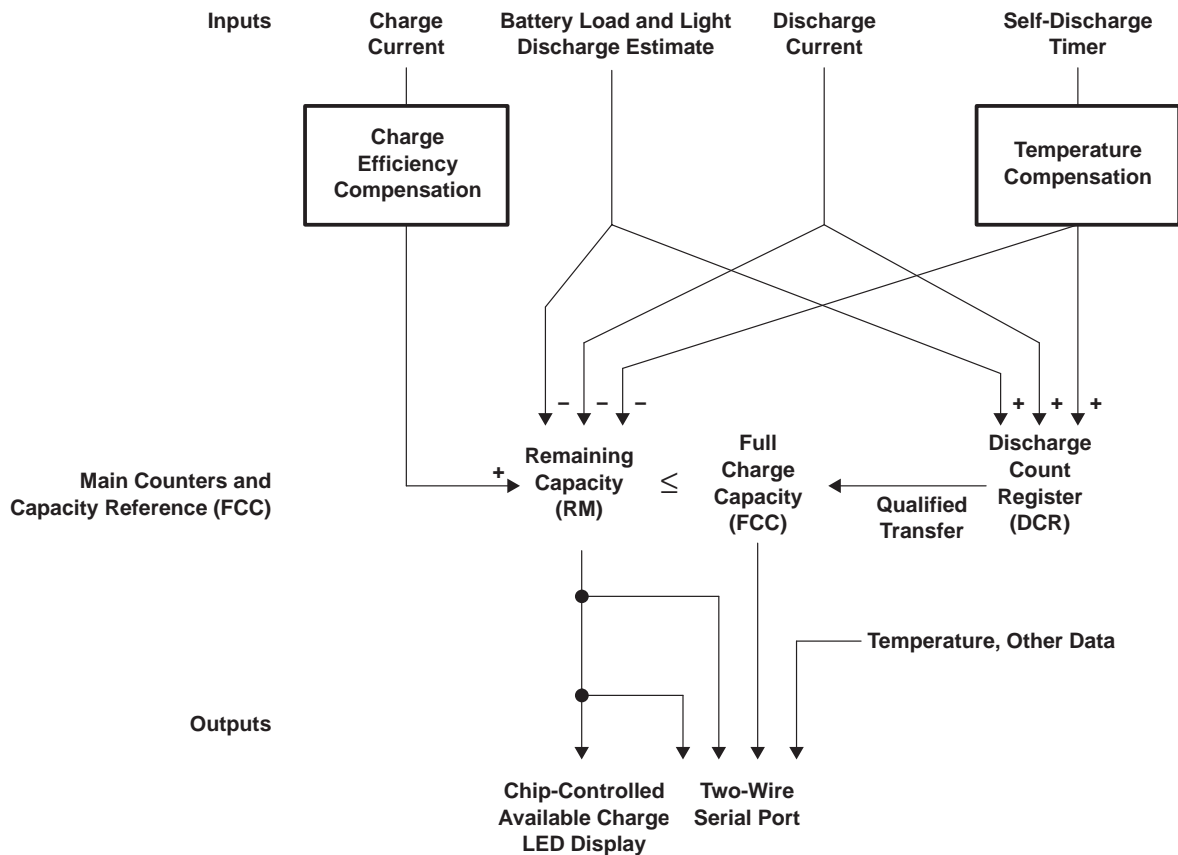 Inputs
Charge
Current
Battery Load and Light
Discharge Estimate
Discharge
Current
Self-Discharge
Timer
Charge
Efficiency
Compensation
Temperature
Compensation
– – –
+ + +
Main Counters and
Capacity Reference (FCC)
+
Remaining
Capacity
(RM)
≤
Full
Charge
Capacity
(FCC)
Qualified
Transfer
Discharge
Count
Register
(DCR)
Temperature, Other Data
Outputs
Chip-Controlled
Available Charge
LED Display
Two-Wire
Serial Port